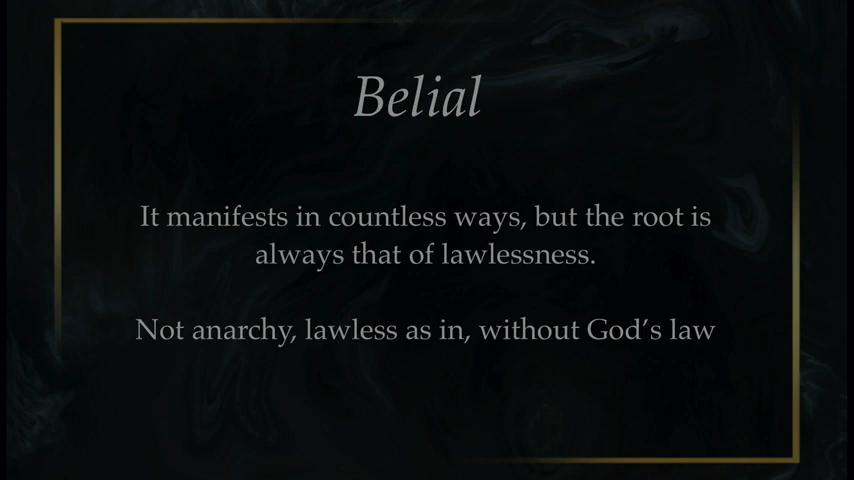 Belial
It manifests in countless ways, but the root is
always that of lawlessness.
Not anarchy, lawless as in, without God's law